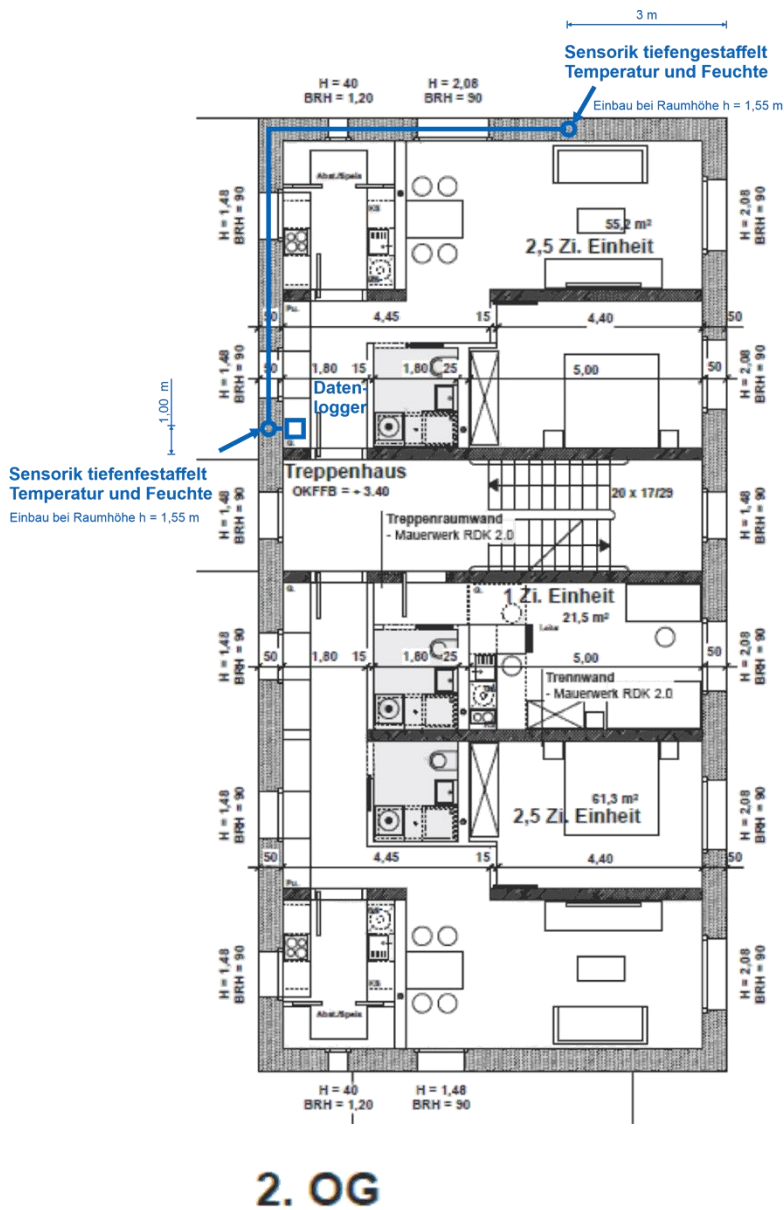 3 m
Sensorik tiefengestaffelt
Temperatur und Feuchte
Einbau bei Raumhöhe h = 1,55 m
H = 40
BRH = 1,20
H = 2,08
BRH = 90
Abst./Speis
H = 1,48
BRH = 90
KS
55,2 m²
2,5 Zi. Einheit
H = 2,08
BRH = 90
Pu.
50
4,45
15
4,40
50
H = 1,48
BRH = 90
50
1,80
15
1,80
25
5,00
50
H = 2,08
BRH = 90
Daten-
logger
1,00 m
G.
Sensorik tiefenfestaffelt
Temperatur und Feuchte
Einbau bei Raumhöhe h = 1,55 m
Treppenhaus
OKFFB = + 3.40
20 x 17/29
H = 1,48
BRH = 90
H = 1,48
BRH = 90
Treppenraumwand
- Mauerwerk RDK 2.0
G.
G.
1 Zi. Einheit
21,5 m²
H = 1,48
BRH = 90
H = 2,08
BRH = 90
50
1,80
15
1,80
25
5,00
50
Trennwand
- Mauerwerk RDK 2.0
H = 1,48
BRH = 90
61,3 m²
2,5 Zi. Einheit
H = 2,08
BRH = 90
50
4,45
15
4,40
50
Pu.
H = 1,48
BRH = 90
KS
H = 2,08
BRH = 90
Abst./Speis
H = 40
BRH = 1,20
H = 1,48
BRH = 90
2. OG